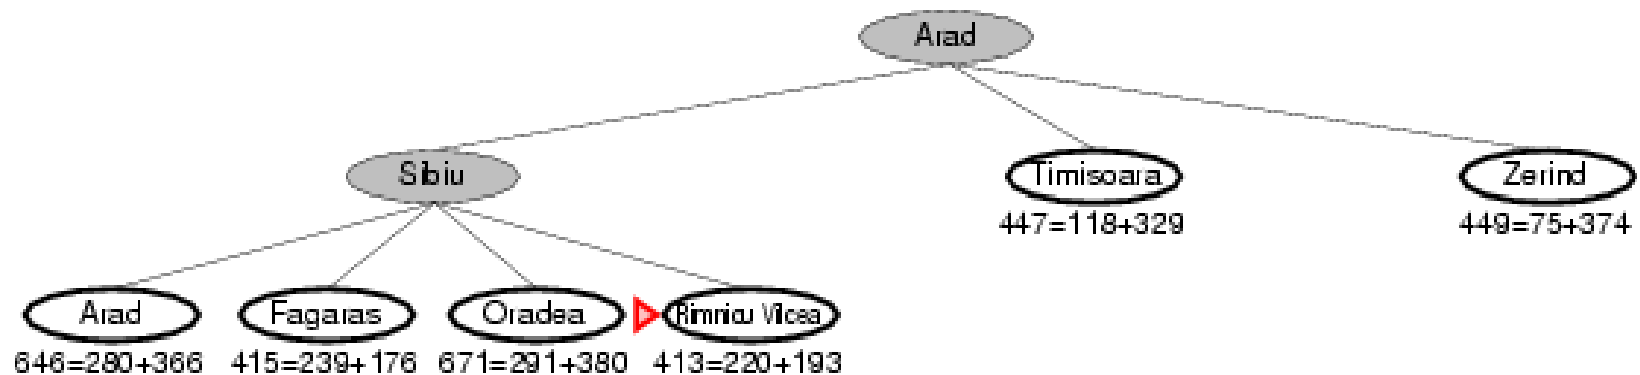 Arad
Sibiu
Timisoara
Zerind
447=118+329
449=75+374
Arad
Fagaras
Oradea
Rimnicu Vilcea
646=280+366
415=239+176
671=291+380
413=220+193